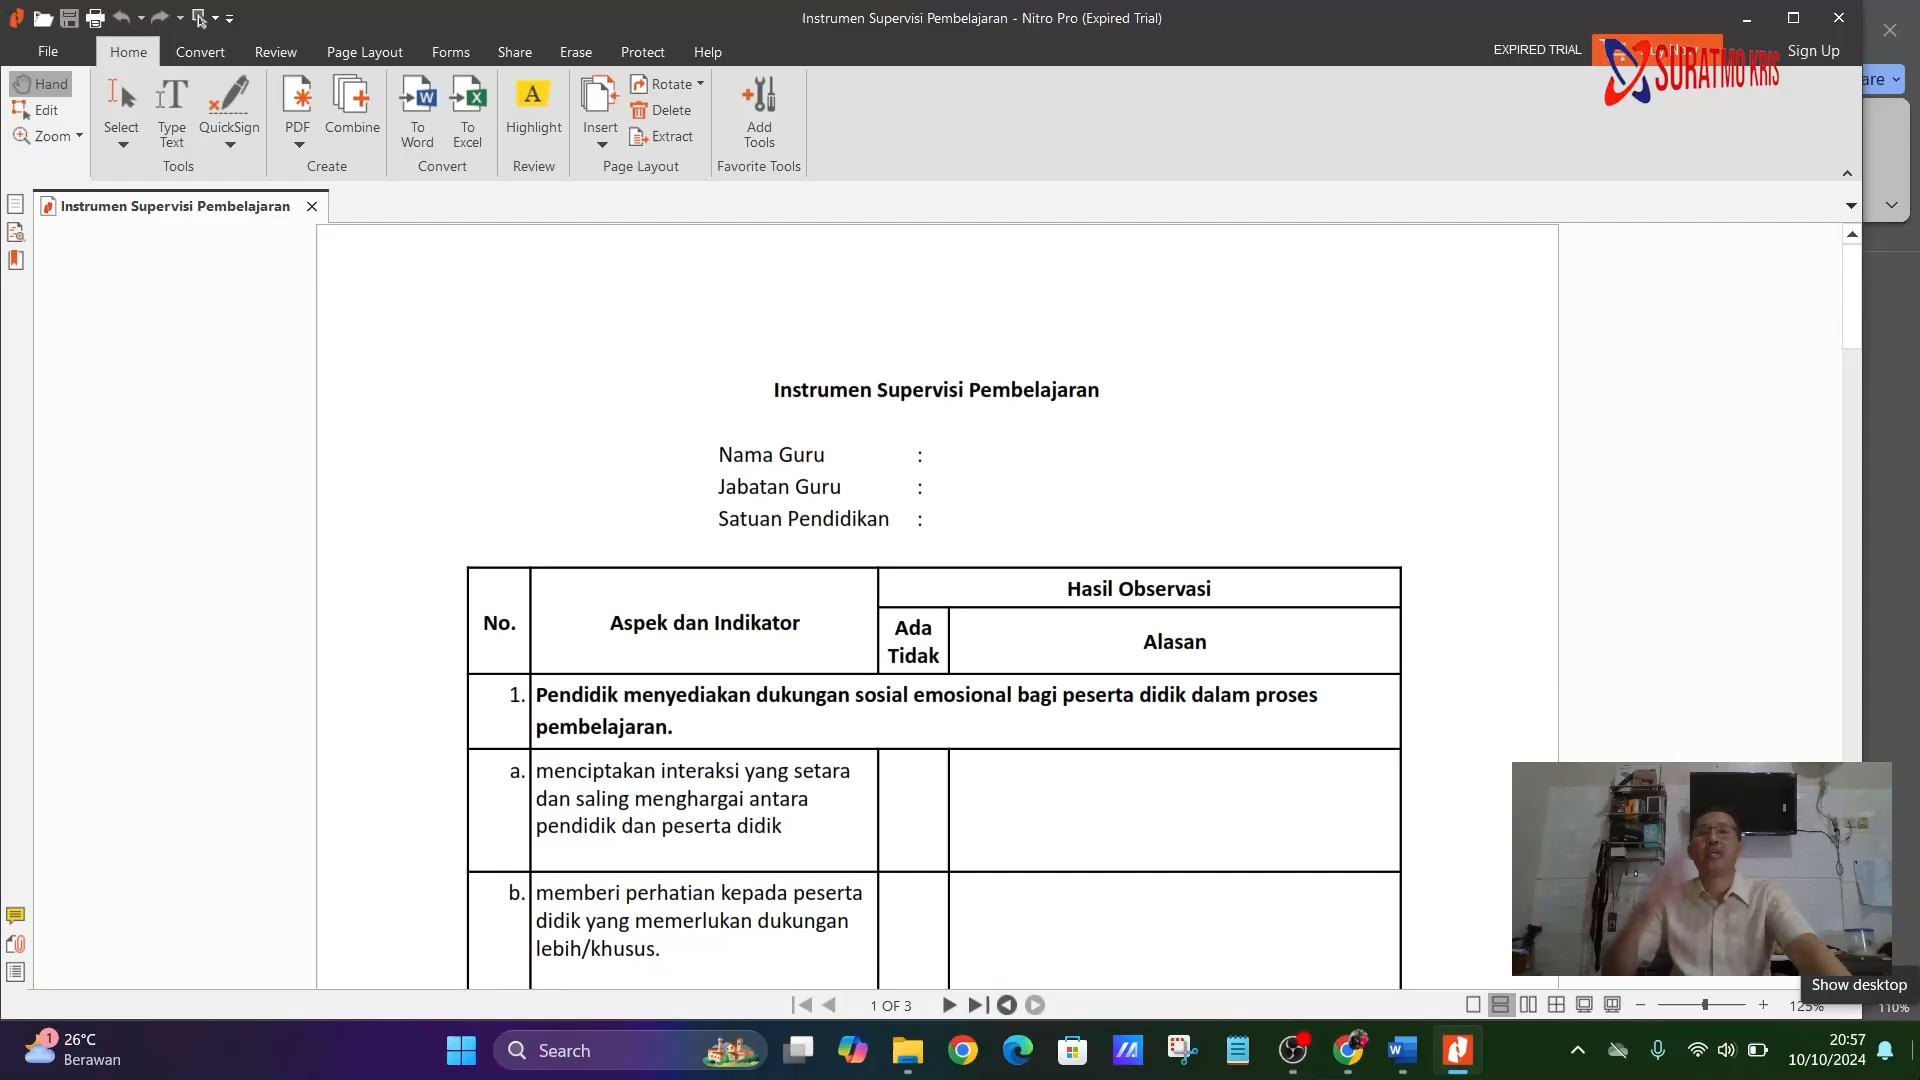 Instrumen Supervisi Pembelajaran - Nitro Pro (Expired Trial)
File
Home
Convert
Review
Page Layout
Forms
Share
Erase
Protect
Help
EXPIRED TRIAL
Sign Up
SURATMO KRIS
are
Hand
Edit
Zoom
Select
Type
Text
QuickSign
Tools
PDF
Combine
Create
To
Word
To
Excel
Convert
Highlight
Review
Insert
Rotate
Delete
Extract
Page Layout
Add
Tools
Favorite Tools
Instrumen Supervisi Pembelajaran
Instrumen Supervisi Pembelajaran
Nama Guru :
Jabatan Guru :
Satuan Pendidikan :
No.
Aspek dan Indikator
Hasil Observasi
Ada
Tidak
Alasan
1. Pendidik menyediakan dukungan sosial emosional bagi peserta didik dalam proses
pembelajaran.
a. menciptakan interaksi yang setara
dan saling menghargai antara
pendidik dan peserta didik
b. memberi perhatian kepada peserta
didik yang memerlukan dukungan
lebih/khusus.
Show desktop
1 OF 3
125%
110%
1
26°C
Berawan
Search
20:57
10/10/2024